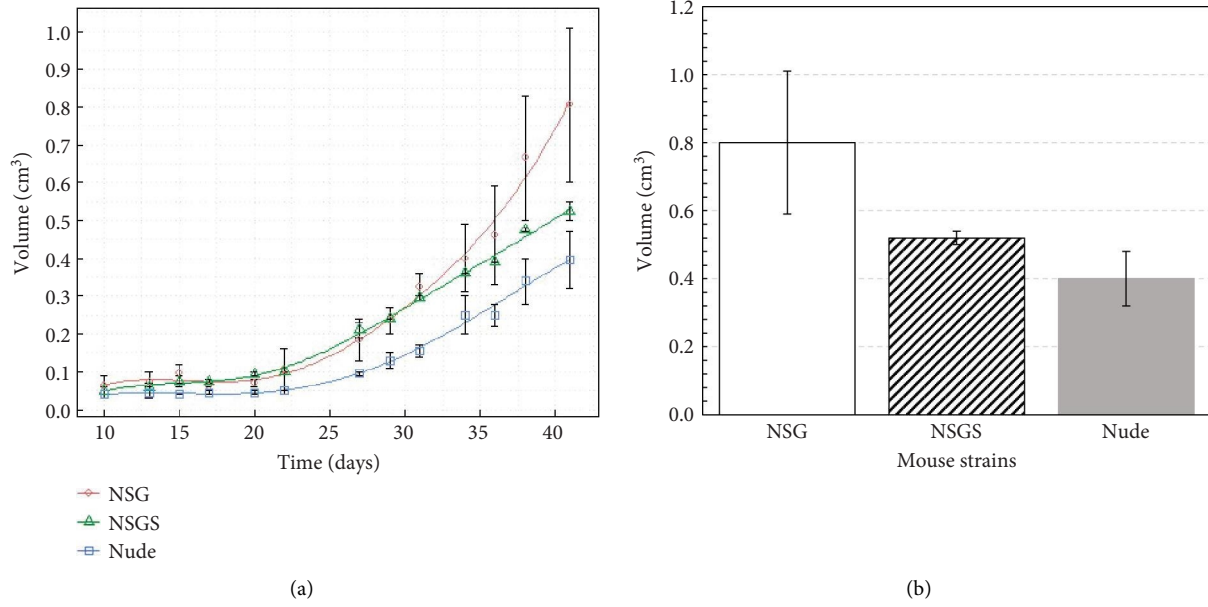 1.0
0.9
0.8
0.7
0.6
0.5
0.4
0.3
0.2
0.1
0.0
Volume (cm³)
10 15 20 25 30 35 40
Time (days)
NSG
NSGS
Nude
(a)
1.2
1.0
0.8
0.6
0.4
0.2
0.0
Volume (cm³)
NSG NSGS Nude
Mouse strains
(b)